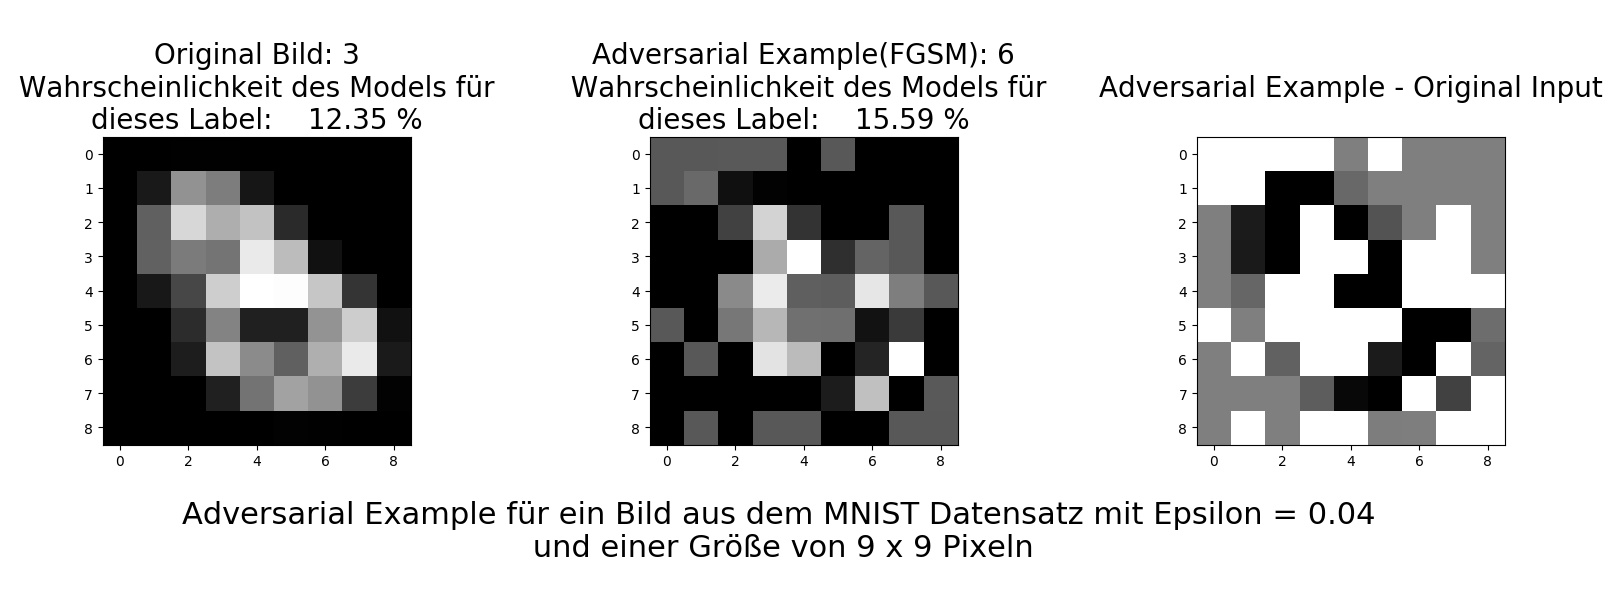 Original Bild: 3
Wahrscheinlichkeit des Models für
dieses Label: 12.35 %
0
1
2
3
4
5
6
7
8
0 2 4 6 8
Adversarial Example(FGSM): 6
Wahrscheinlichkeit des Models für
dieses Label: 15.59 %
0
1
2
3
4
5
6
7
8
0 2 4 6 8
Adversarial Example - Original Input
0
1
2
3
4
5
6
7
8
0 2 4 6 8
Adversarial Example für ein Bild aus dem MNIST Datensatz mit Epsilon = 0.04
und einer Größe von 9 x 9 Pixeln